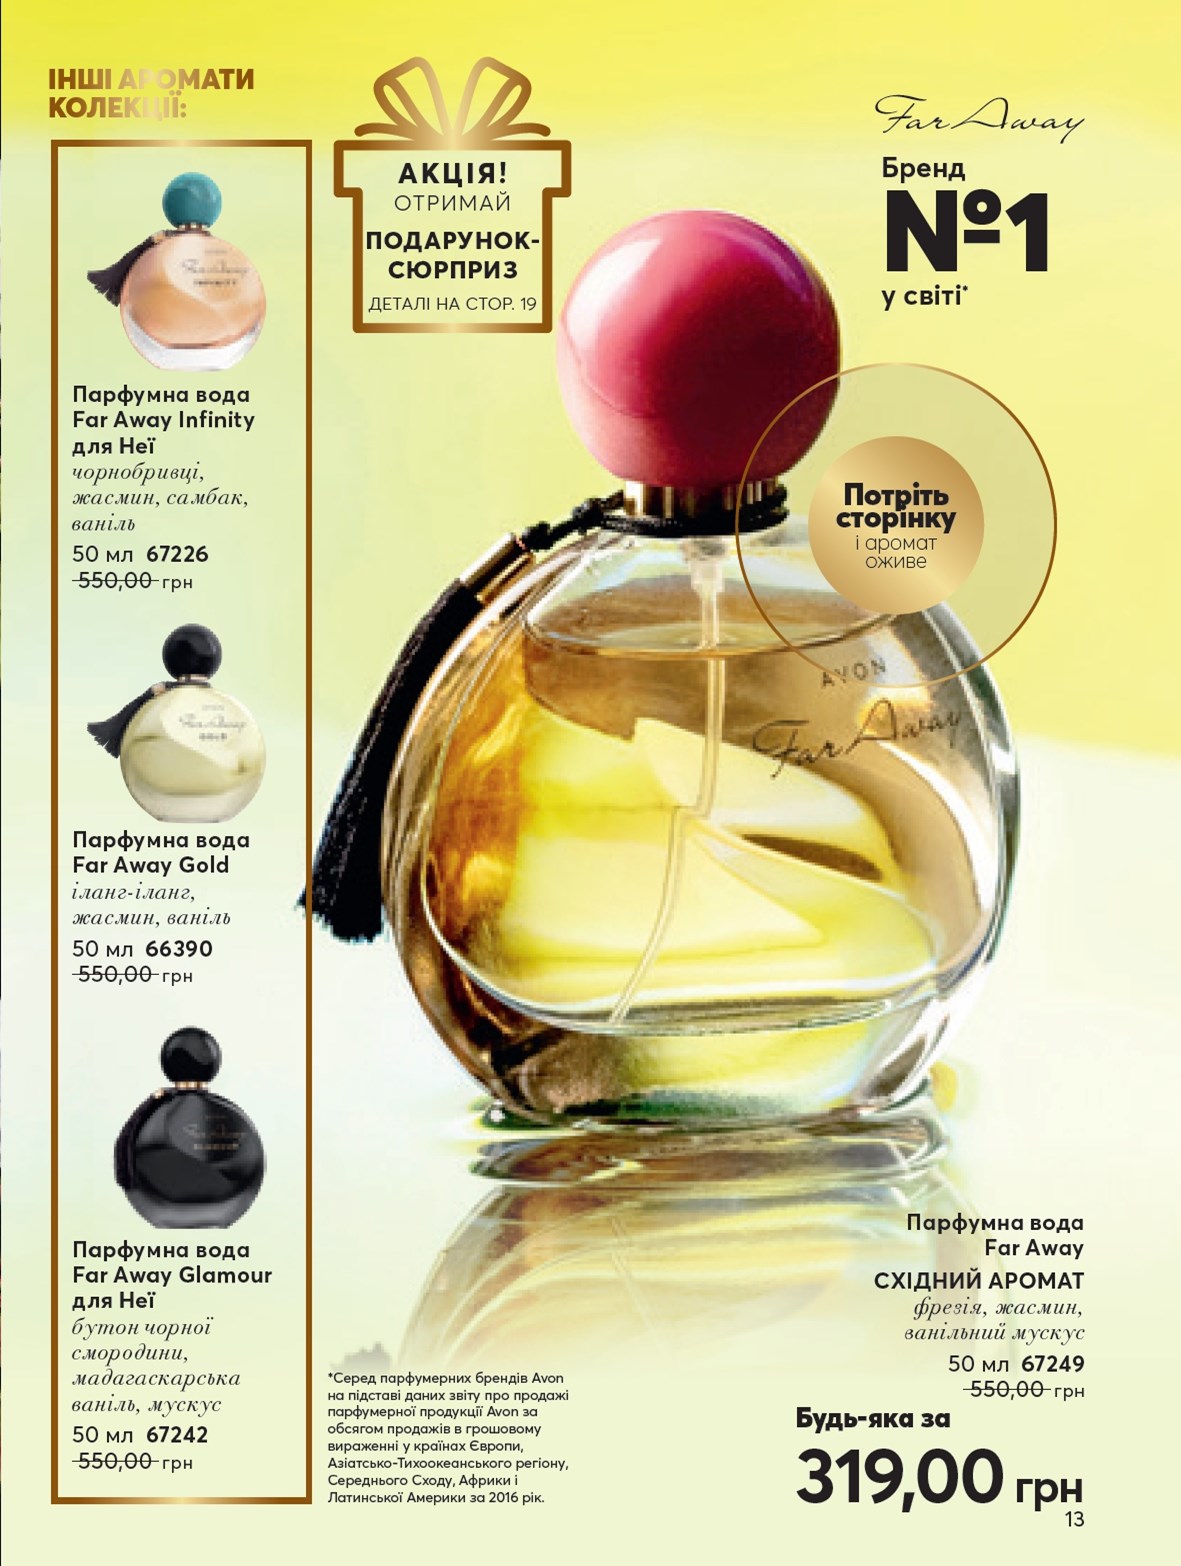 ІНШІ АРОМАТИ
КОЛЕКЦІЇ:
АКЦІЯ!
ОТРИМАЙ
ПОДАРУНОК-
СЮРПРИЗ
ДЕТАЛІ НА СТОР. 19
Far Away
Бренд
№1
у світі*
Потріть
сторінку
і аромат
оживе
AVON
Far Away
Far Away
Парфумна вода
Far Away Infinity
для Неї
чорнобривці,
жасмин, самбак,
ваніль
50 мл 67226
550,00 грн
Far Away
GOLD
Парфумна вода
Far Away Gold
іланг-іланг,
жасмин, ваніль
50 мл 66390
550,00 грн
Парфумна вода
Far Away Glamour
для Неї
бутон чорної
смородини,
мадагаскарська
ваніль, мускус
50 мл 67242
550,00 грн
*Серед парфумерних брендів Avon
на підставі даних звіту про продажі
парфумерної продукції Avon за
обсягом продажів в грошовому
вираженні у країнах Європи,
Азіатсько-Тихоокеанського регіону,
Середнього Сходу, Африки і
Латинської Америки за 2016 рік.
Парфумна вода
Far Away
СХІДНИЙ АРОМАТ
фрезія, жасмин,
ванільний мускус
50 мл 67249
550,00 грн
Будь-яка за
319,00 грн
13